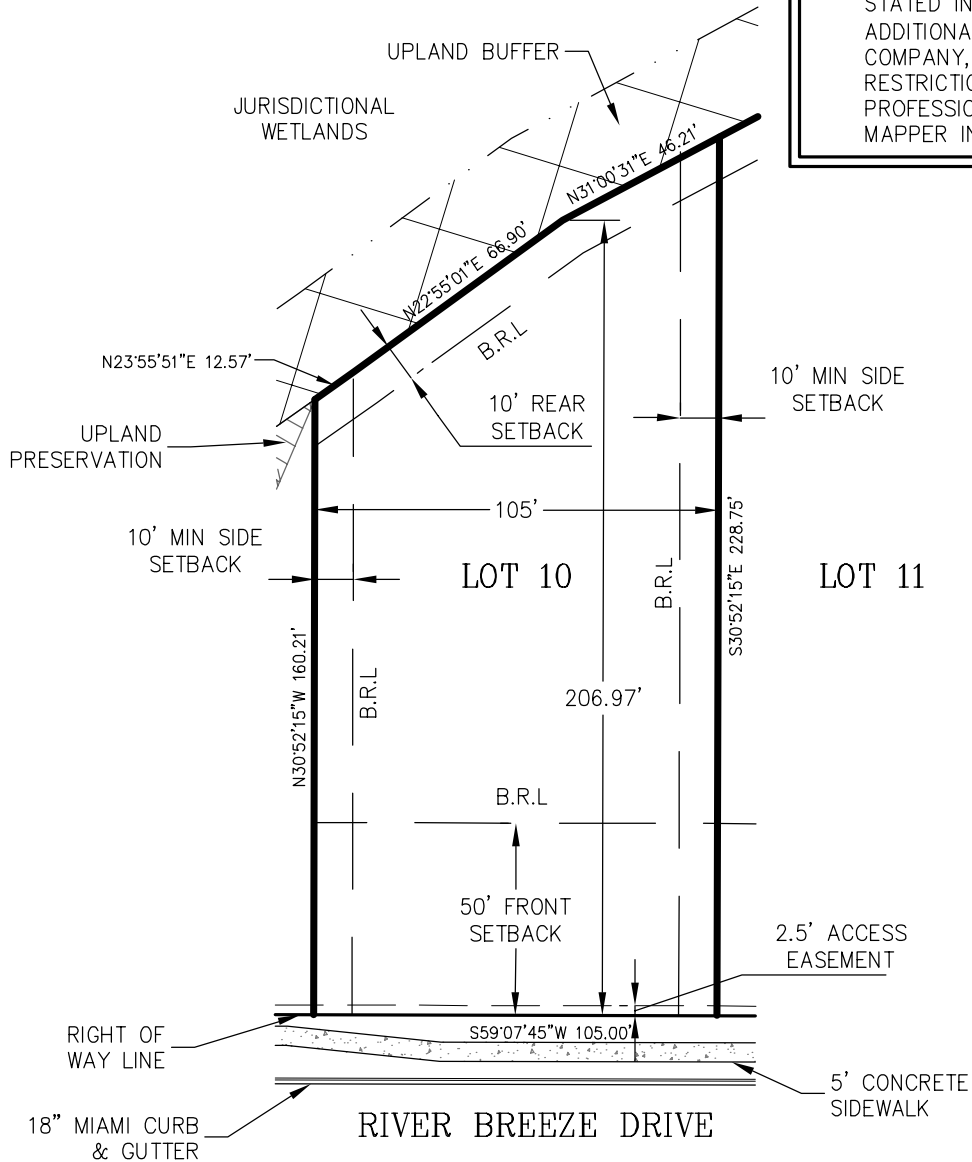 STATED IN
ADDITIONA
COMPANY,
RESTRICTIO
PROFESSIO
MAPPER IN
UPLAND BUFFER
JURISDICTIONAL
WETLANDS
N31°00'31"E 46.21'
N22°55'01"E 66.90'
N23°55'51"E 12.57'
B.R.L
10' REAR
SETBACK
10' MIN SIDE
SETBACK
UPLAND
PRESERVATION
105'
10' MIN SIDE
SETBACK
LOT 10
B.R.L
S30°52'15"E 228.75'
LOT 11
N30°52'15"W 160.21'
B.R.L
206.97'
B.R.L
50' FRONT
SETBACK
2.5' ACCESS
EASEMENT
RIGHT OF
WAY LINE
S59°07'45"W 105.00'
5' CONCRETE
SIDEWALK
18" MIAMI CURB
& GUTTER
RIVER BREEZE DRIVE